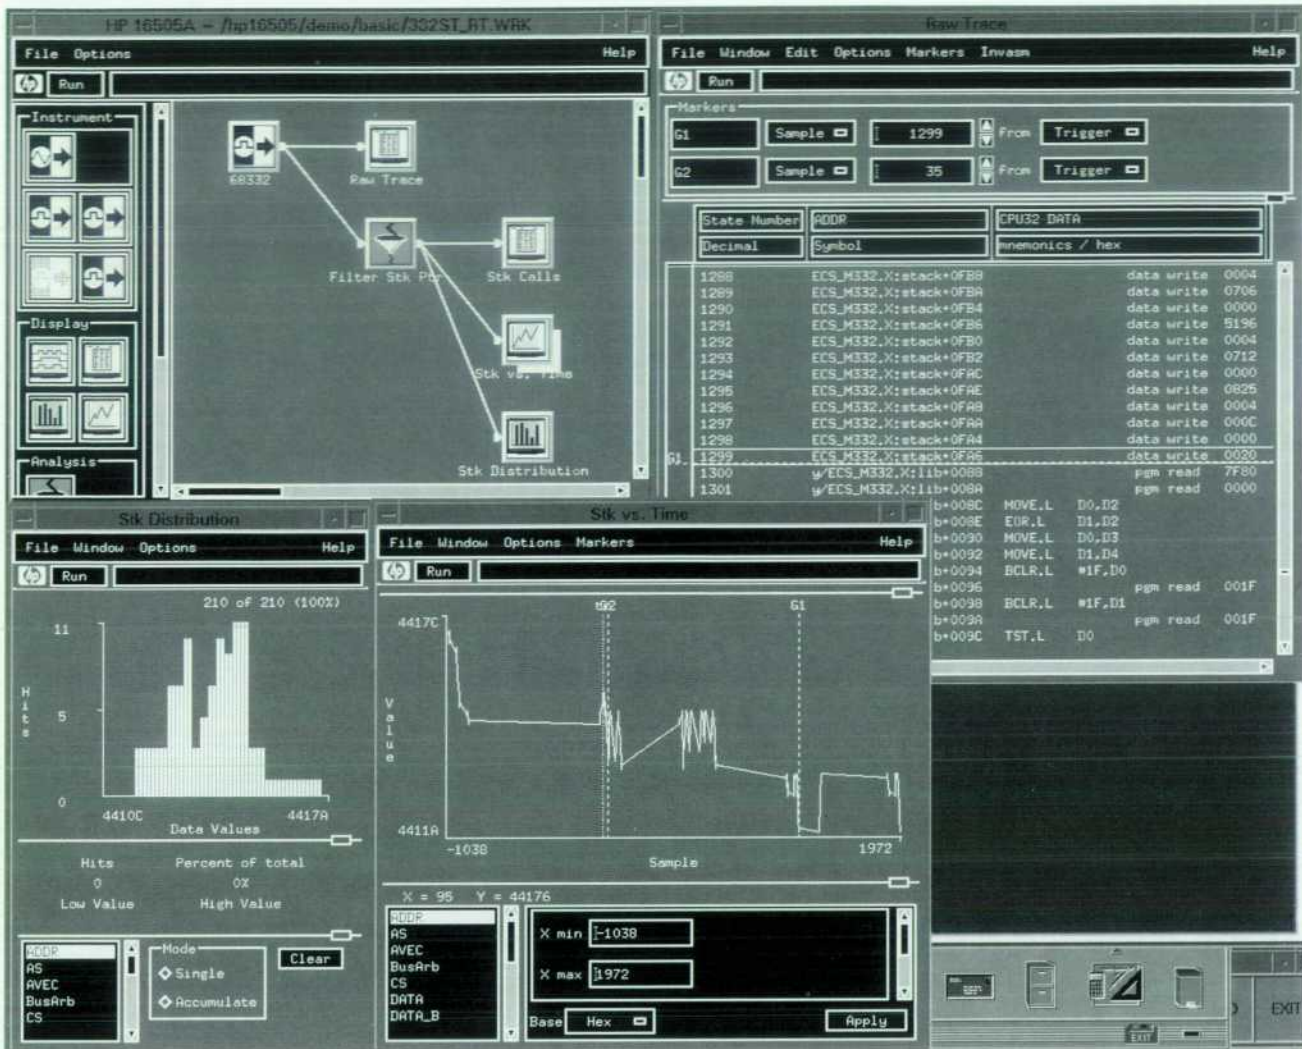 HP 16505A - /hp16505/demo/basic/332ST_RT.WRK
File Options Help
hp Run
Instrument
Display
Analysis
68332
Raw Trace
Filter Stk Ptr
Stk Calls
Stk vs. Time
Stk Distribution
Raw Trace
File Window Edit Options Markers Invasm Help
hp Run
Markers
G1 Sample 1299 From Trigger
G2 Sample 35 From Trigger
State Number ADDR CPU32 DATA
Decimal Symbol mnemonics / hex
1288 ECS_M332.X:stack+0FB8 data write 0004
1289 ECS_M332.X:stack+0FBA data write 0706
1290 ECS_M332.X:stack+0FB4 data write 0000
1291 ECS_M332.X:stack+0FB6 data write 5196
1292 ECS_M332.X:stack+0FB0 data write 0004
1293 ECS_M332.X:stack+0FB2 data write 0712
1294 ECS_M332.X:stack+0FAC data write 0000
1295 ECS_M332.X:stack+0FAE data write 0825
1296 ECS_M332.X:stack+0FA8 data write 0004
1297 ECS_M332.X:stack+0FAA data write 000C
1298 ECS_M332.X:stack+0FA4 data write 0000
G1 1299 ECS_M332.X:stack+0FA6 data write 0020
1300 y/ECS_M332.X:lib+0088 pgm read 7F80
1301 y/ECS_M332.X:lib+008A pgm read 0000
b+008C MOVE.L D0,D2
b+008E EOR.L D1,D2
b+0090 MOVE.L D0,D3
b+0092 MOVE.L D1,D4
b+0094 BCLR.L #1F,D0
b+0096 pgm read 001F
b+0098 BCLR.L #1F,D1
b+009A pgm read 001F
b+009C TST.L D0
Stk Distribution
File Window Options Help
hp Run
210 of 210 (100%)
11
Hits
5
0
4410C 4417A
Data Values
Hits Percent of total
0 0%
Low Value High Value
ADDR
AS
AVEC
BusArb
CS
Mode
Single
Accumulate
Clear
Stk vs. Time
File Window Options Markers Help
hp Run
G1
4417C
Value
4411A
-1038 1972
Sample
X = 95 Y = 44176
ADDR
AS
AVEC
BusArb
CS
DATA
DATA_B
X min -1038
X max 1972
Base Hex Apply
EXIT
EXIT